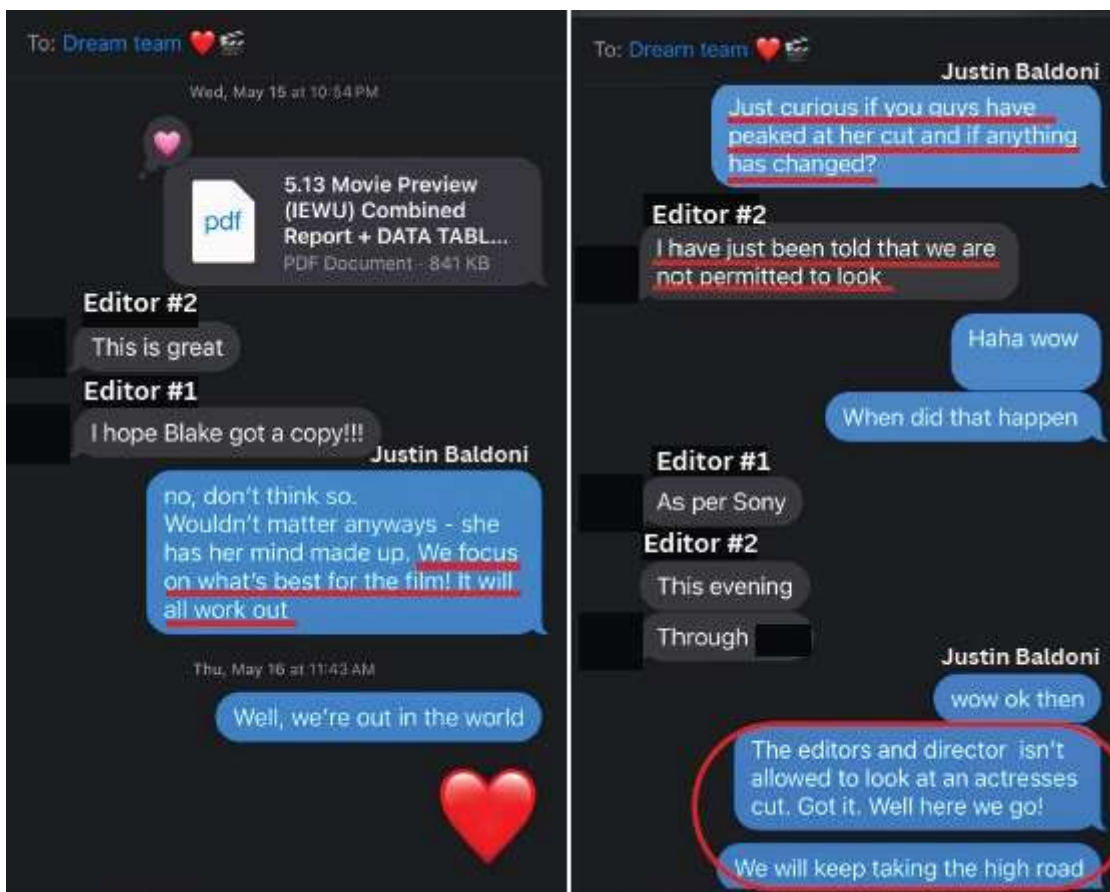 To: Dream team ❤️🎬
Wed, May 15 at 10:54 PM
pdf
5.13 Movie Preview
(IEWU) Combined
Report + DATA TABL...
PDF Document · 841 KB
Editor #2
This is great
Editor #1
I hope Blake got a copy!!!
Justin Baldoni
no, don't think so.
Wouldn't matter anyways - she
has her mind made up. We focus
on what's best for the film! It will
all work out
Thu, May 16 at 11:43 AM
Well, we're out in the world
❤️
To: Dream team ❤️🎬
Justin Baldoni
Just curious if you guys have
peaked at her cut and if anything
has changed?
Editor #2
I have just been told that we are
not permitted to look
Haha wow
When did that happen
Editor #1
As per Sony
Editor #2
This evening
Through
Justin Baldoni
wow ok then
The editors and director isn't
allowed to look at an actresses
cut. Got it. Well here we go!
We will keep taking the high road